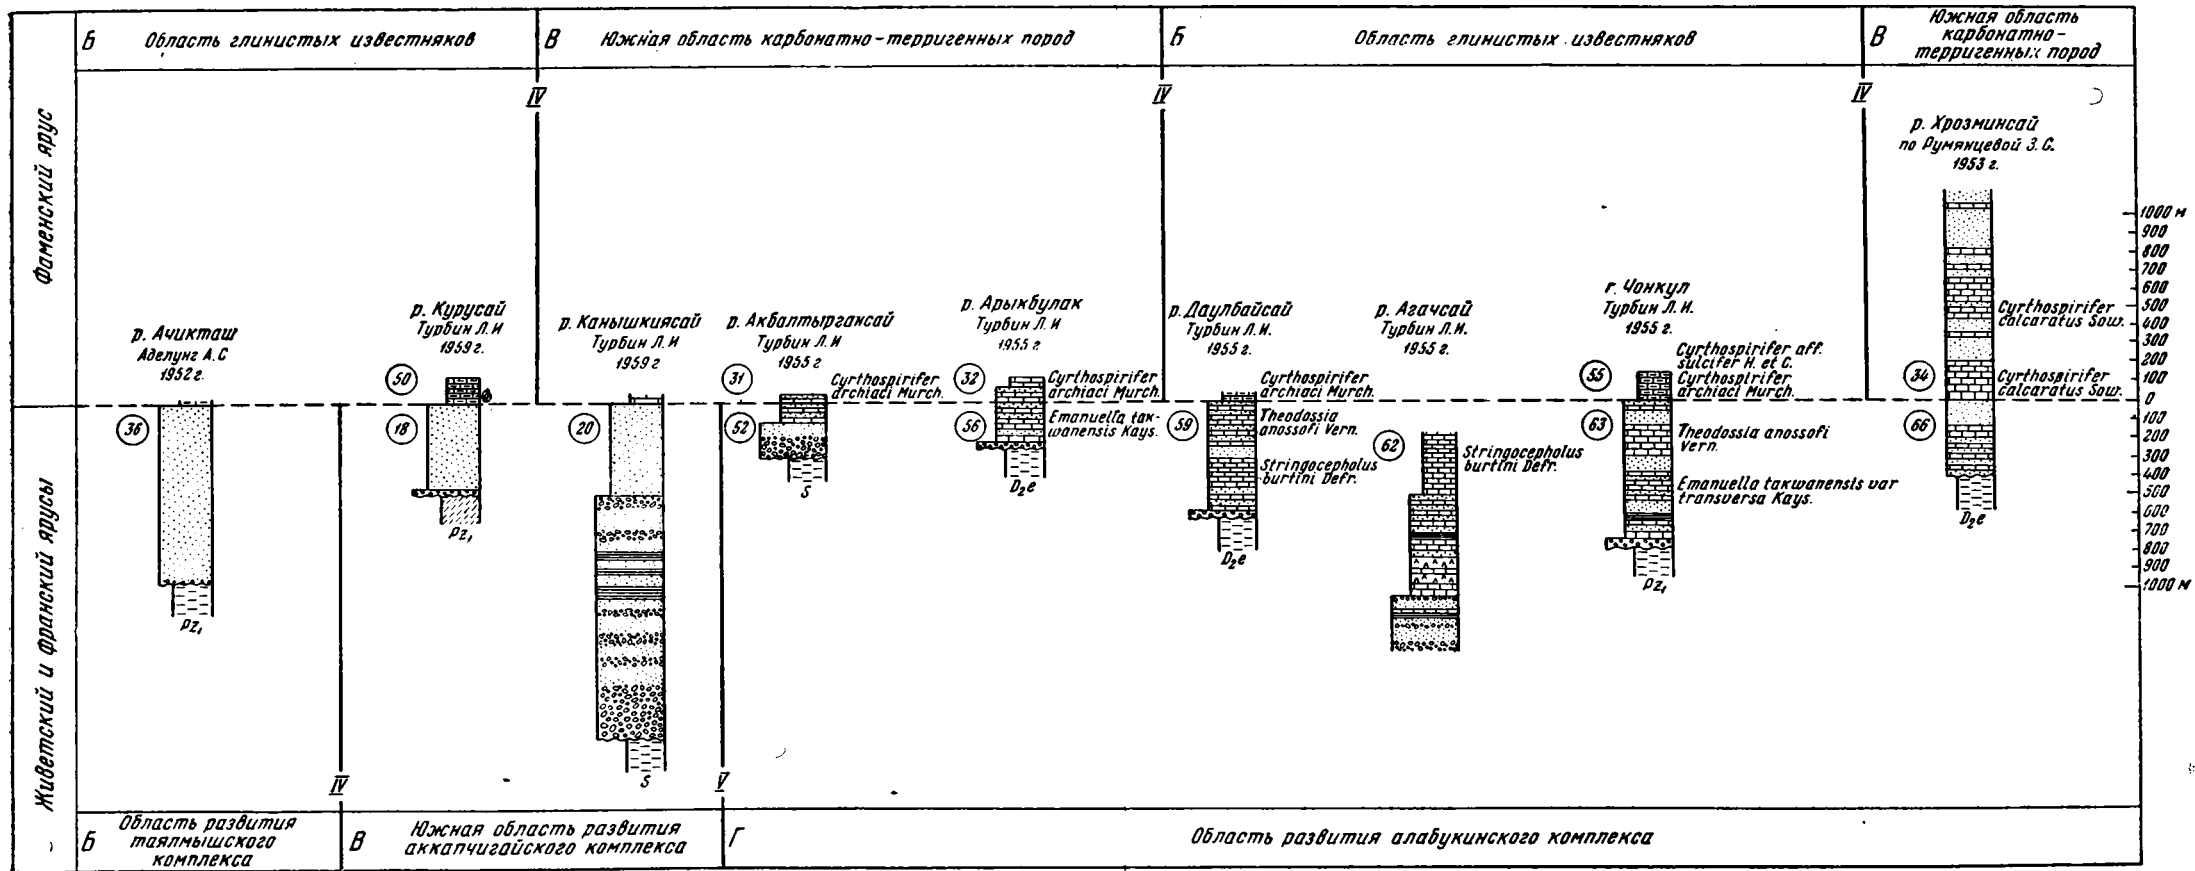 Б
Область глинистых известняков
В
Южная область карбонатно-терригенных пород
Б
Область глинистых известняков
В
Южная область
карбонатно-
терригенных пород
Фаменский ярус
Живетский и франский ярусы
IV
IV
IV
р. Ачикташ
Аделунг А.С
1952 г.
36
Pz₁
р. Курусай
Турбин Л.И
1959 г.
50
18
Pz₁
р. Канышкиясай
Турбин Л.И
1959 г
20
S
р. Акбалтыргансай
Турбин Л.И
1955 г
31
Cyrthospirifer
archiaci Murch.
52
S
р. Арыкбулак
Турбин Л.И
1955 г
32
Cyrthospirifer
archiaci Murch.
56
Emanuella tak-
wanensis Kays.
D₂e
р. Даулбайсай
Турбин Л.И.
1955 г.
Cyrthospirifer
archiaci Murch.
59
Theodossia
anossofi Vern.
Stringocepholus
burtini Defr.
D₂e
р. Агачсай
Турбин Л.И.
1955 г.
62
Stringocepholus
burtini Defr.
г. Чонкул
Турбин Л.И.
1955 г.
Cyrthospirifer aff.
sulcifer H. et C.
55
Cyrthospirifer
archiaci Murch.
63
Theodossia anossofi
Vern.
Emanuella takwanensis var
transversa Kays.
Pz₁
р. Хрозминсай
по Румянцевой З.С.
1953 г.
Cyrthospirifer
calcaratus Sow.
34
Cyrthospirifer
calcaratus Sow.
66
D₂e
1000 м
900
800
700
600
500
400
300
200
100
0
100
200
300
400
500
600
700
800
900
1000 м
IV
V
Б
Область развития
таялмышского
комплекса
В
Южная область развития
аккапчигайского комплекса
Г
Область развития алабукинского комплекса